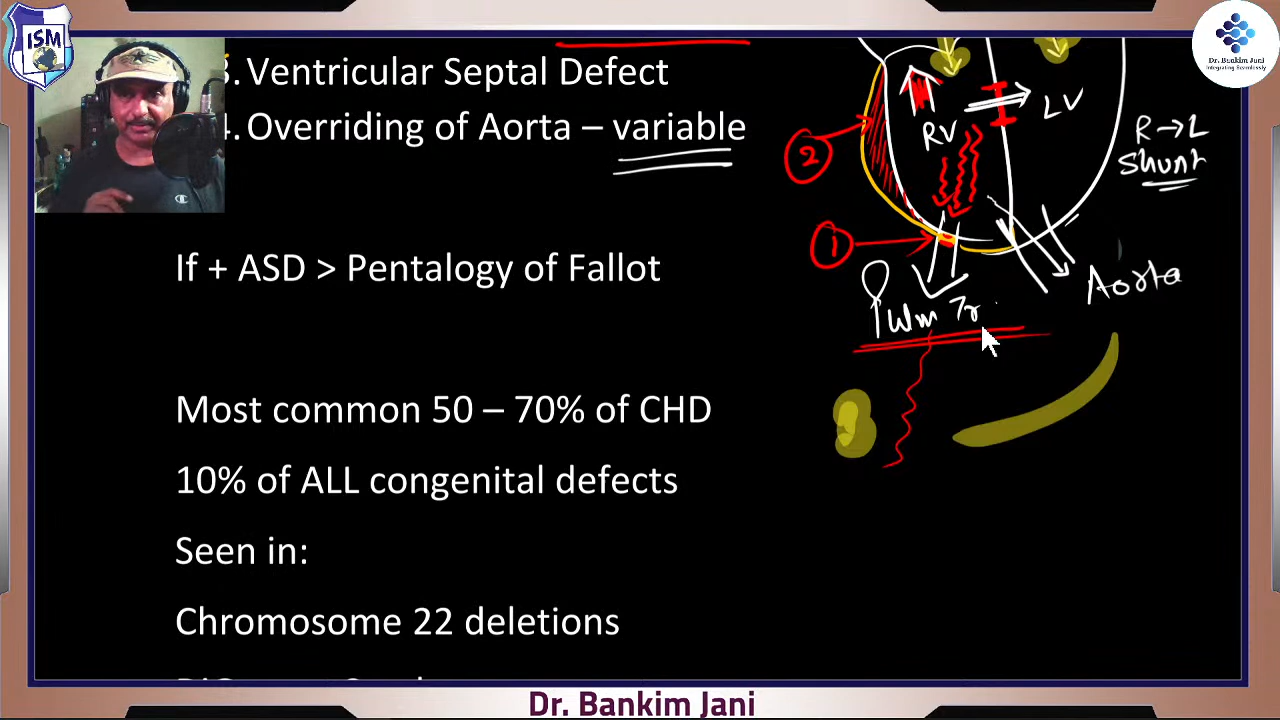 ISM
Dr. Bankim Jani
Integrating Seamlessly
3. Ventricular Septal Defect
4. Overriding of Aorta – variable
If + ASD > Pentalogy of Fallot
Most common 50 – 70% of CHD
10% of ALL congenital defects
Seen in:
Chromosome 22 deletions
RV
LV
R → L
Shunt
2
1
Aorta
Dr. Bankim Jani